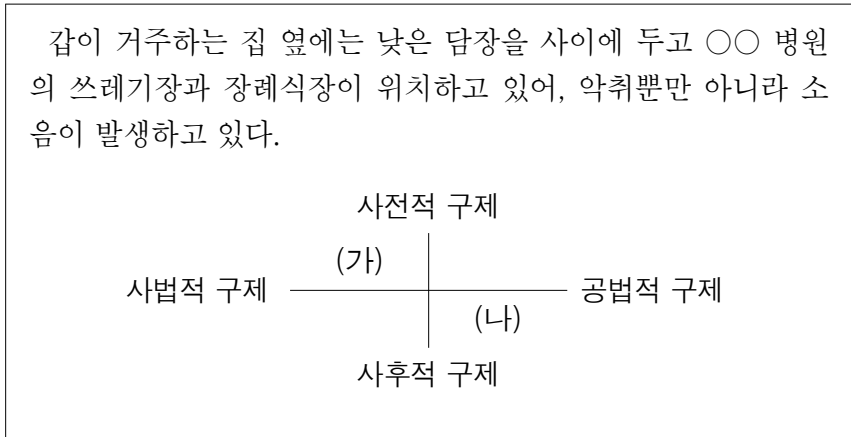 갑이 거주하는 집 옆에는 낮은 담장을 사이에 두고 ○○ 병원
의 쓰레기장과 장례식장이 위치하고 있어, 악취뿐만 아니라 소
음이 발생하고 있다.
사전적 구제
(가)
사법적 구제
공법적 구제
(나)
사후적 구제